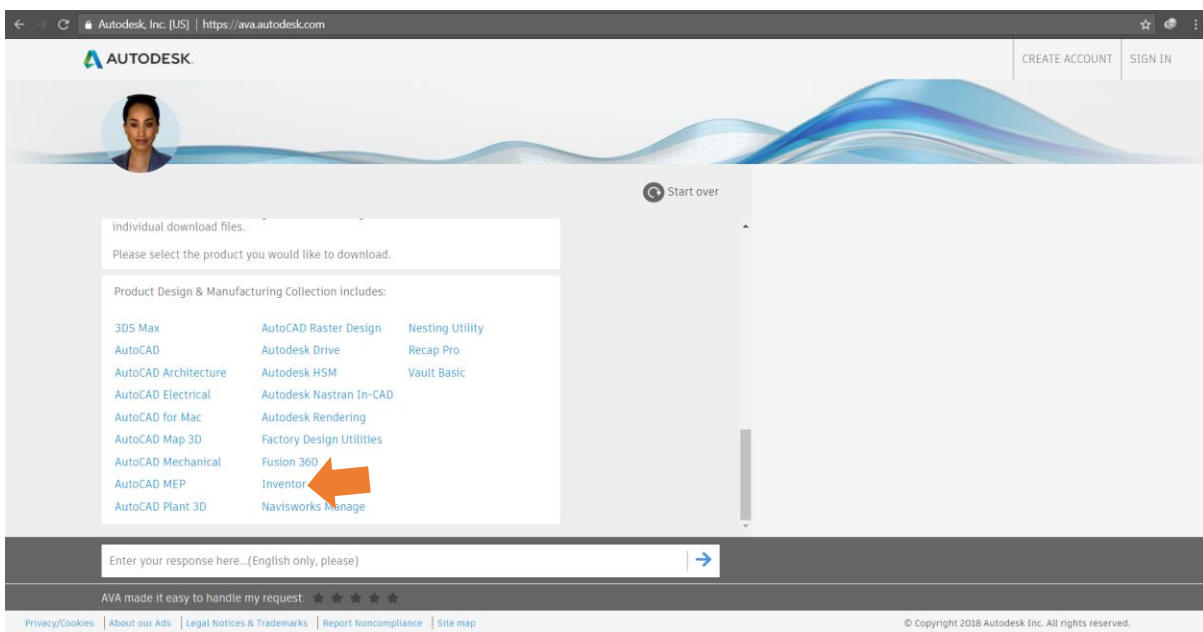 Autodesk, Inc. [US] | https://ava.autodesk.com
AUTODESK.
CREATE ACCOUNT
SIGN IN
Start over
individual download files.
Please select the product you would like to download.
Product Design & Manufacturing Collection includes:
3DS Max AutoCAD Raster Design Nesting Utility
AutoCAD Autodesk Drive Recap Pro
AutoCAD Architecture Autodesk HSM Vault Basic
AutoCAD Electrical Autodesk Nastran In-CAD
AutoCAD for Mac Autodesk Rendering
AutoCAD Map 3D Factory Design Utilities
AutoCAD Mechanical Fusion 360
AutoCAD MEP Inventor
AutoCAD Plant 3D Navisworks Manage
Enter your response here...(English only, please)
AVA made it easy to handle my request:
Privacy/Cookies | About our Ads | Legal Notices & Trademarks | Report Noncompliance | Site map
© Copyright 2018 Autodesk Inc. All rights reserved.